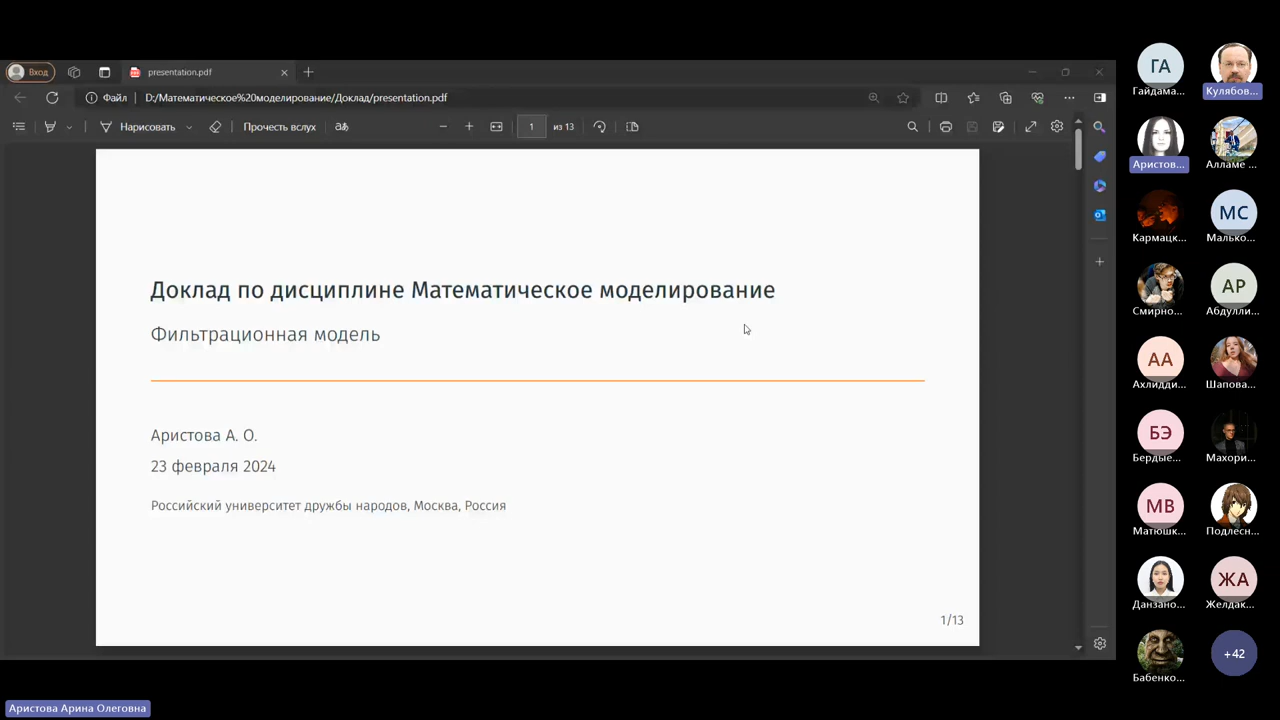 Вход
presentation.pdf
Файл
D:/Математическое%20моделирование//Доклад/presentation.pdf
Нарисовать
Прочесть вслух
1 из 13
Доклад по дисциплине Математическое моделирование
Фильтрационная модель
Аристова А. О.
23 февраля 2024
Российский университет дружбы народов, Москва, Россия
1/13
ГА
Гайдама...
Кулябов...
Аристов...
Алламе ...
Кармацк...
МС
Малько...
Смирно...
АР
Абдулли...
АА
Ахлидди...
Шапова...
БЭ
Бердые...
Махори...
МВ
Матюшк...
Подлесн...
Данзано...
ЖА
Желдак...
Бабенко...
+42
Аристова Арина Олеговна